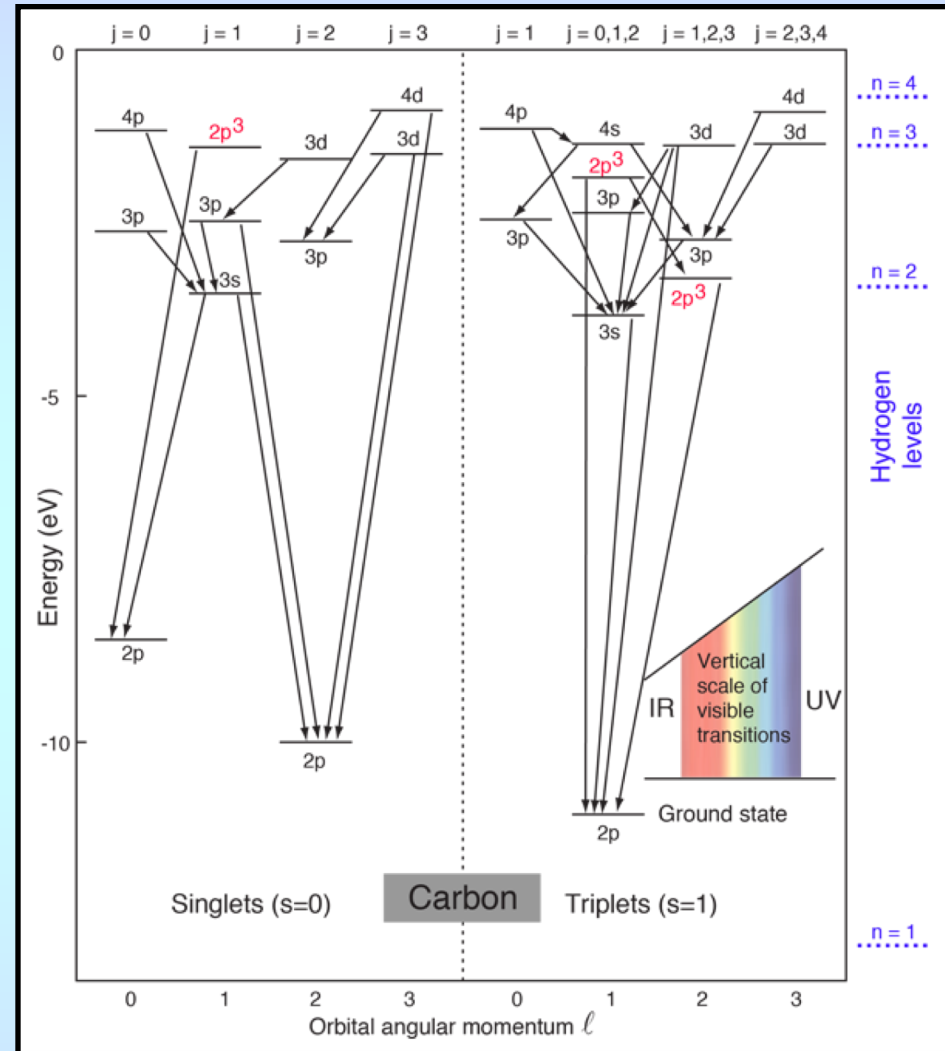 j = 0 j = 1 j = 2 j = 3 j = 1 j = 0,1,2 j = 1,2,3 j = 2,3,4
0
n = 4
4d 4d
4p 4p
2p³ 4s 3d 3d n = 3
3d 3d
2p³
3p 3p
3p 3p
3p 3p
3s n = 2
2p³
3s
-5
Hydrogen
levels
Energy (eV)
2p
Vertical
scale of
visible
transitions
IR UV
-10
2p
Ground state
2p
Singlets (s=0) Carbon Triplets (s=1)
n = 1
0 1 2 3 0 1 2 3
Orbital angular momentum ℓ